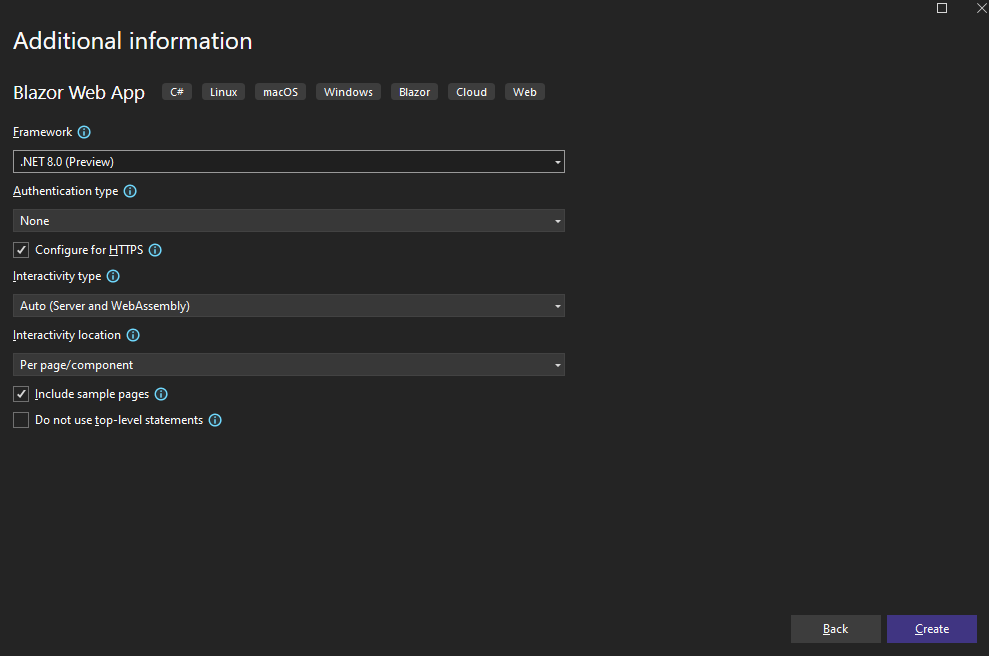 Additional information
Blazor Web App C# Linux macOS Windows Blazor Cloud Web
Framework
.NET 8.0 (Preview)
Authentication type
None
Configure for HTTPS
Interactivity type
Auto (Server and WebAssembly)
Interactivity location
Per page/component
Include sample pages
Do not use top-level statements
Back Create